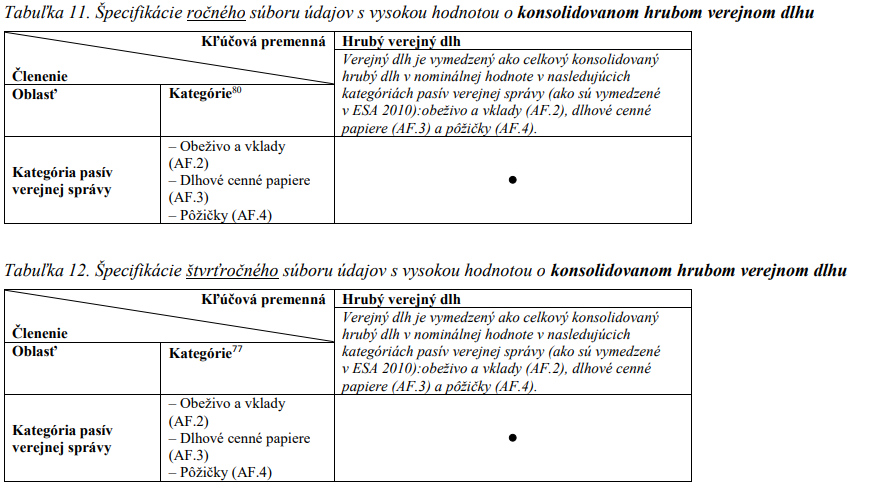 Tabuľka 11. Špecifikácie ročného súboru údajov s vysokou hodnotou o konsolidovanom hrubom verejnom dlhu
Kľúčová premenná
Členenie
Hrubý verejný dlh
Verejný dlh je vymedzený ako celkový konsolidovaný
hrubý dlh v nominálnej hodnote v nasledujúcich
kategóriách pasív verejnej správy (ako sú vymedzené
v ESA 2010):obeživo a vklady (AF.2), dlhové cenné
papiere (AF.3) a pôžičky (AF.4).
Oblasť
Kategórie80
Kategória pasív
verejnej správy
– Obeživo a vklady
(AF.2)
– Dlhové cenné papiere
(AF.3)
– Pôžičky (AF.4)
●
Tabuľka 12. Špecifikácie štvrťročného súboru údajov s vysokou hodnotou o konsolidovanom hrubom verejnom dlhu
Kľúčová premenná
Členenie
Hrubý verejný dlh
Verejný dlh je vymedzený ako celkový konsolidovaný
hrubý dlh v nominálnej hodnote v nasledujúcich
kategóriách pasív verejnej správy (ako sú vymedzené
v ESA 2010):obeživo a vklady (AF.2), dlhové cenné
papiere (AF.3) a pôžičky (AF.4).
Oblasť
Kategórie77
Kategória pasív
verejnej správy
– Obeživo a vklady
(AF.2)
– Dlhové cenné papiere
(AF.3)
– Pôžičky (AF.4)
●